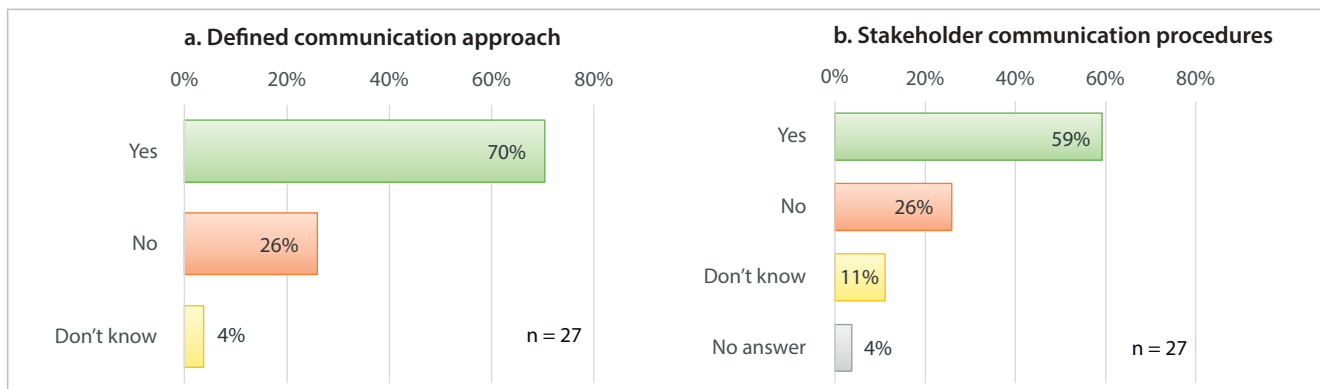 a. Defined communication approach
0% 20% 40% 60% 80%
Yes 70%
No 26%
Don’t know 4%
n = 27
b. Stakeholder communication procedures
0% 20% 40% 60% 80%
Yes 59%
No 26%
Don’t know 11%
No answer 4%
n = 27